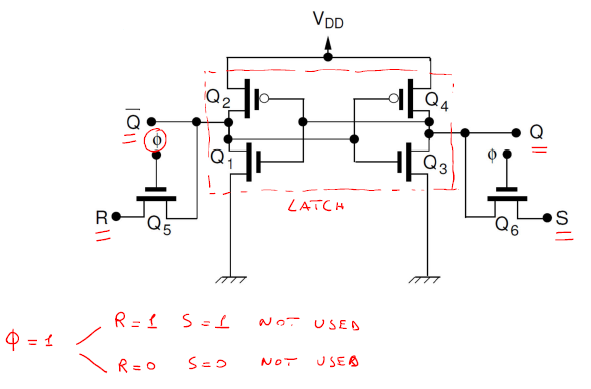 VDD
Q2
Q4
Q̅
Q
ϕ
Q1
Q3
ϕ
R
Q5
LATCH
Q6
S
ϕ = 1
R = 1 S = 1 NOT USED
R = 0 S = 0 NOT USED